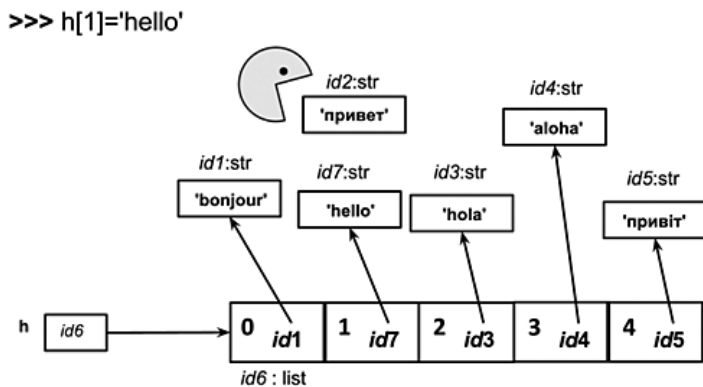 >>> h[1]='hello'
id2:str
'привет'
id4:str
'aloha'
id1:str
'bonjour'
id7:str
'hello'
id3:str
'hola'
id5:str
'привіт'
h id6
0 id1 1 id7 2 id3 3 id4 4 id5
id6 : list